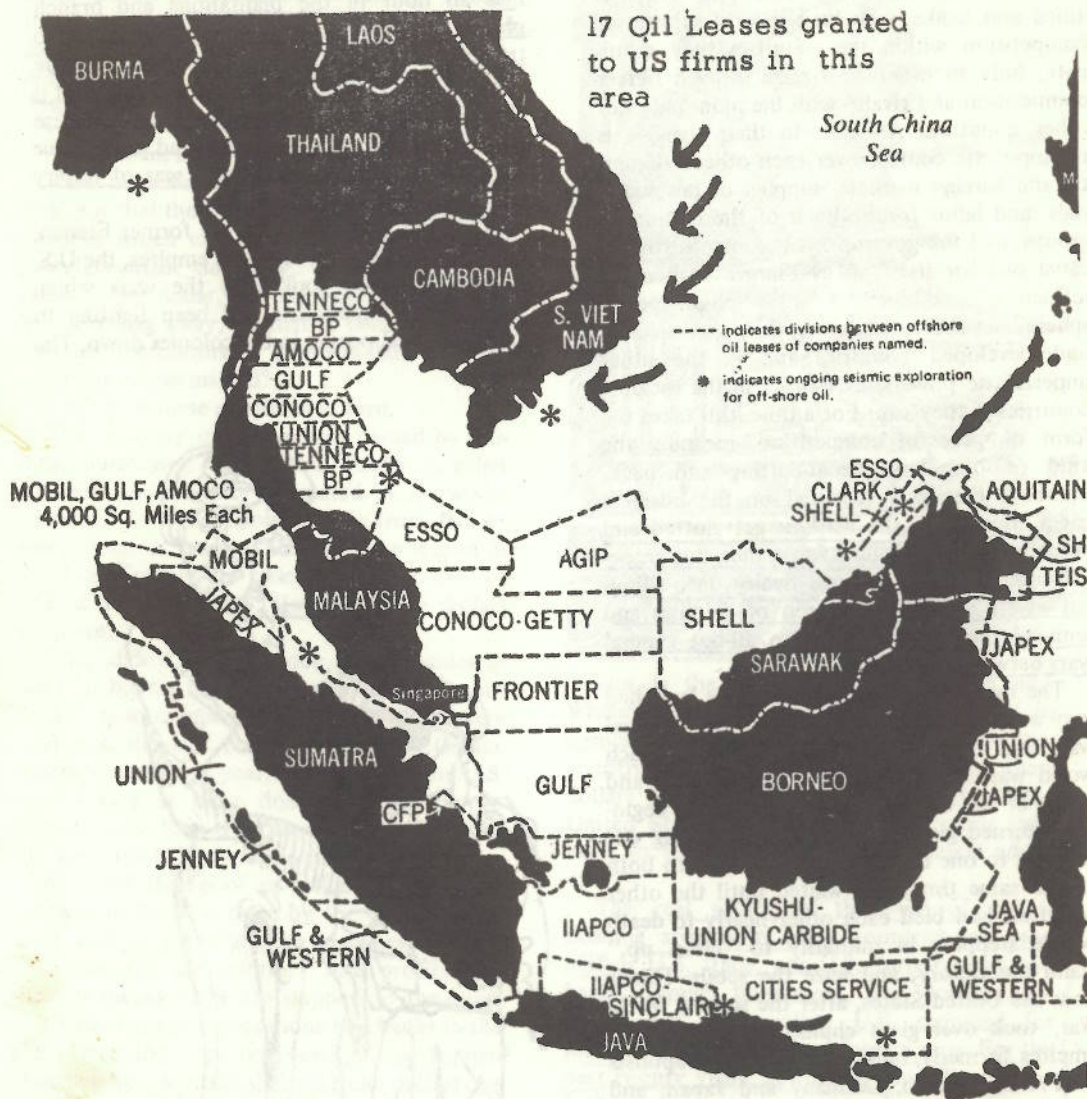 17 Oil Leases granted
to US firms in this
area
South China
Sea
LAOS
BURMA
THAILAND
CAMBODIA
S. VIET
NAM
indicates divisions between offshore
oil leases of companies named.
* indicates ongoing seismic exploration
for off-shore oil.
TENNECO
BP
AMOCO
GULF
CONOCO
UNION
TENNECO
BP
MOBIL, GULF, AMOCO
4,000 Sq. Miles Each
ESSO
CLARK
SHELL
AQUITAIN
SH
TEIS
MOBIL
ESSO
AGIP
JAPEX
MALAYSIA
CONOCO-GETTY
SHELL
SARAWAK
JAPEX
Singapore
FRONTIER
SUMATRA
UNION
GULF
BORNEO
UNION
JAPEX
CFP
JENNEY
JENNEY
GULF &
WESTERN
IIAPCO
KYUSHU-
UNION CARBIDE
JAVA
SEA
IIAPCO-
SINCLAIR
CITIES SERVICE
GULF &
WESTERN
JAVA